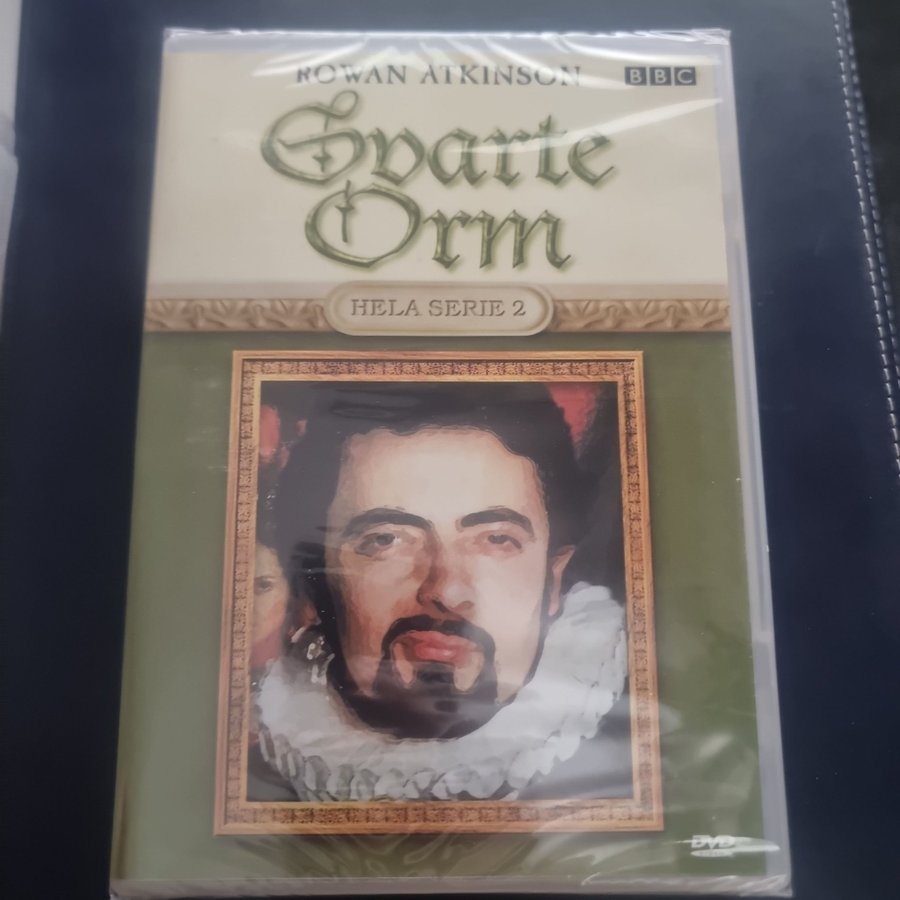 ROWAN ATKINSON
BBC
Svarte
Orm
HELA SERIE 2
DVD